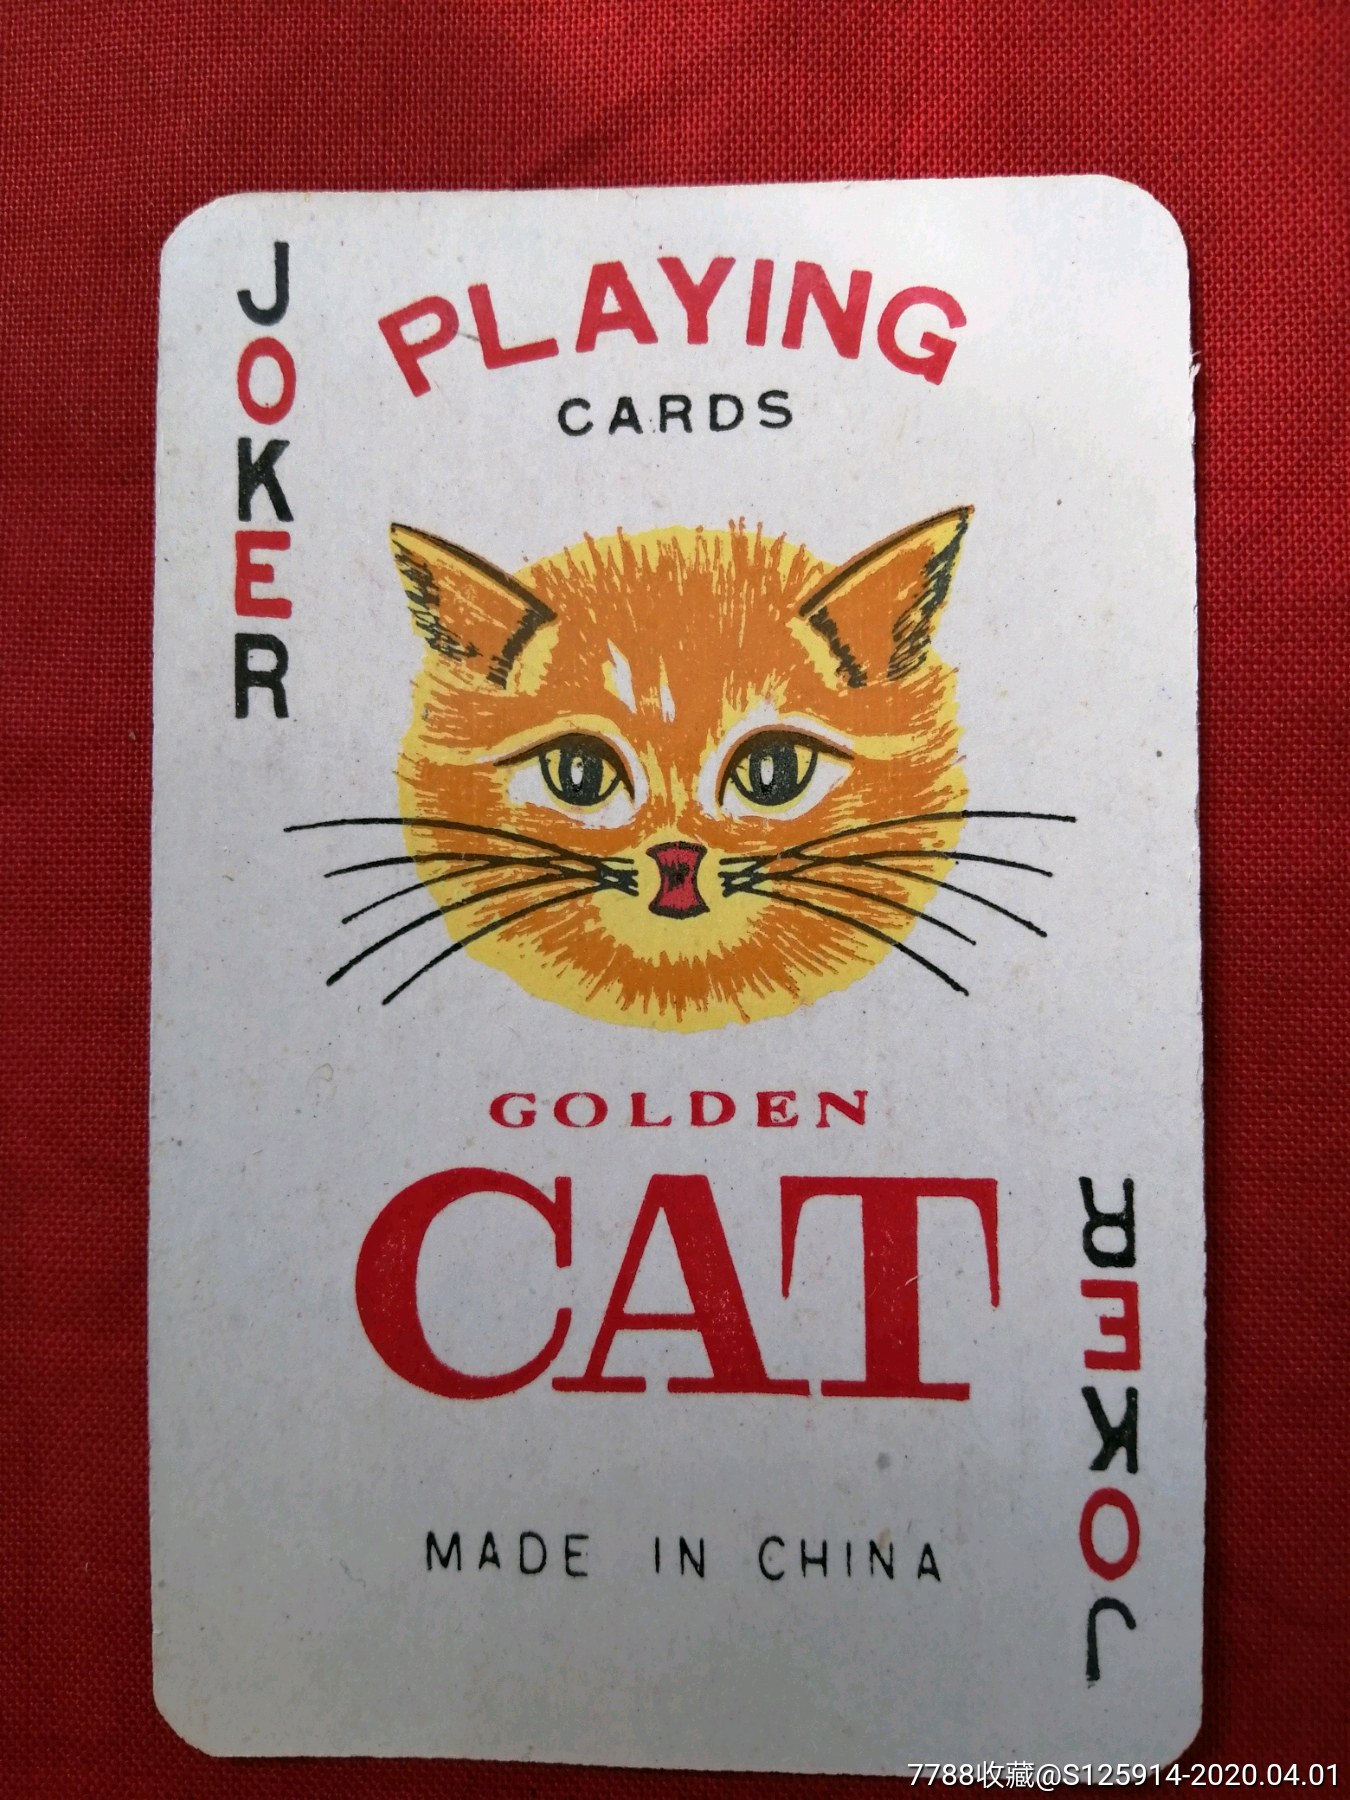 JOKER
PLAYING
CARDS
GOLDEN
CAT
MADE IN CHINA
JOKER
7788收藏@S125914-2020.04.01